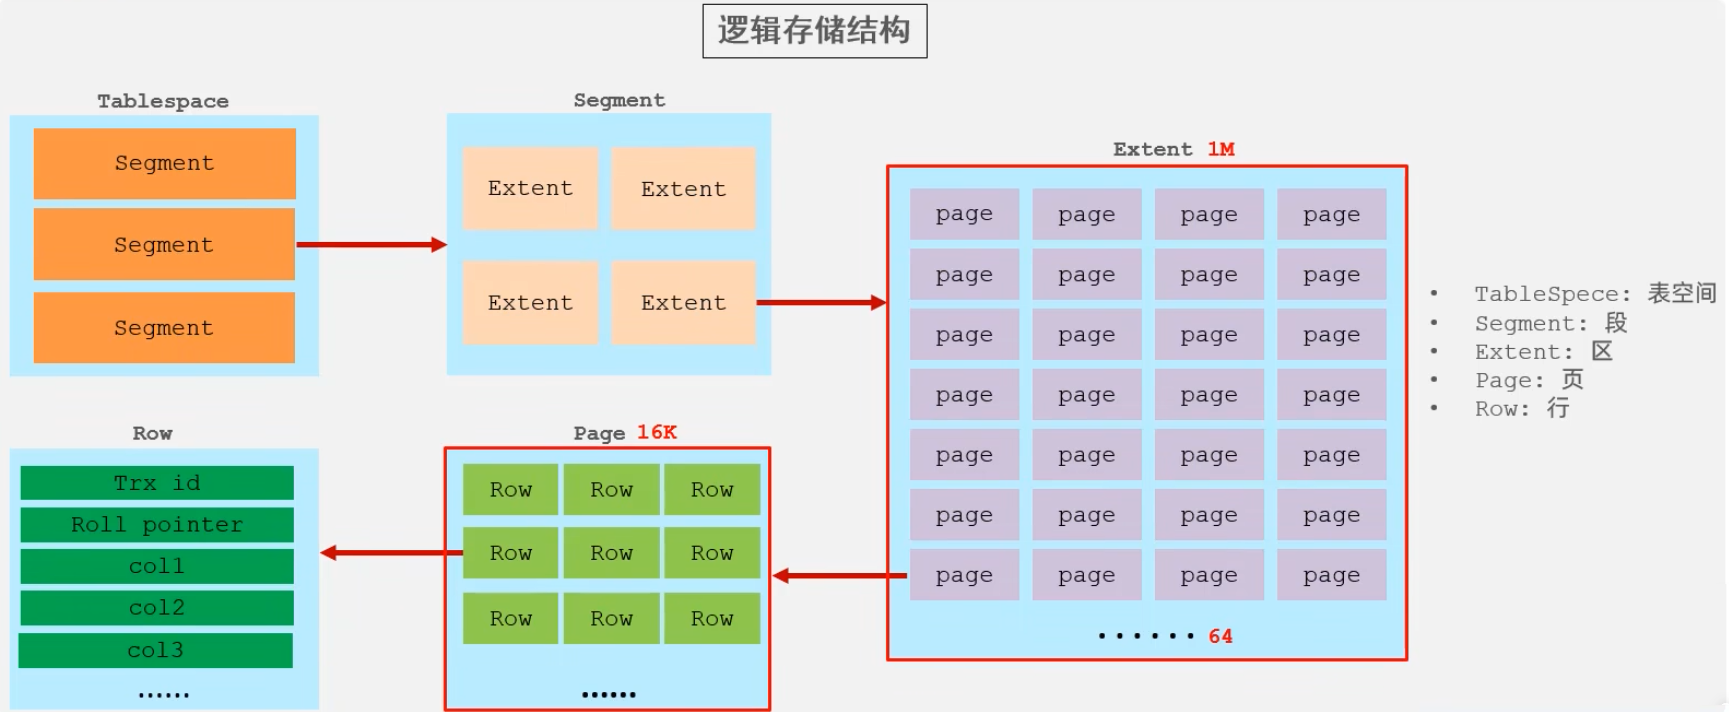 逻辑存储结构
Tablespace
Segment
Segment
Segment
Segment
Extent Extent
Extent Extent
Extent 1M
page page page page
page page page page
page page page page
page page page page
page page page page
page page page page
page page page page
...... 64
• TableSpece: 表空间
• Segment: 段
• Extent: 区
• Page: 页
• Row: 行
Row
Trx id
Roll pointer
col1
col2
col3
......
Page 16K
Row Row Row
Row Row Row
Row Row Row
......